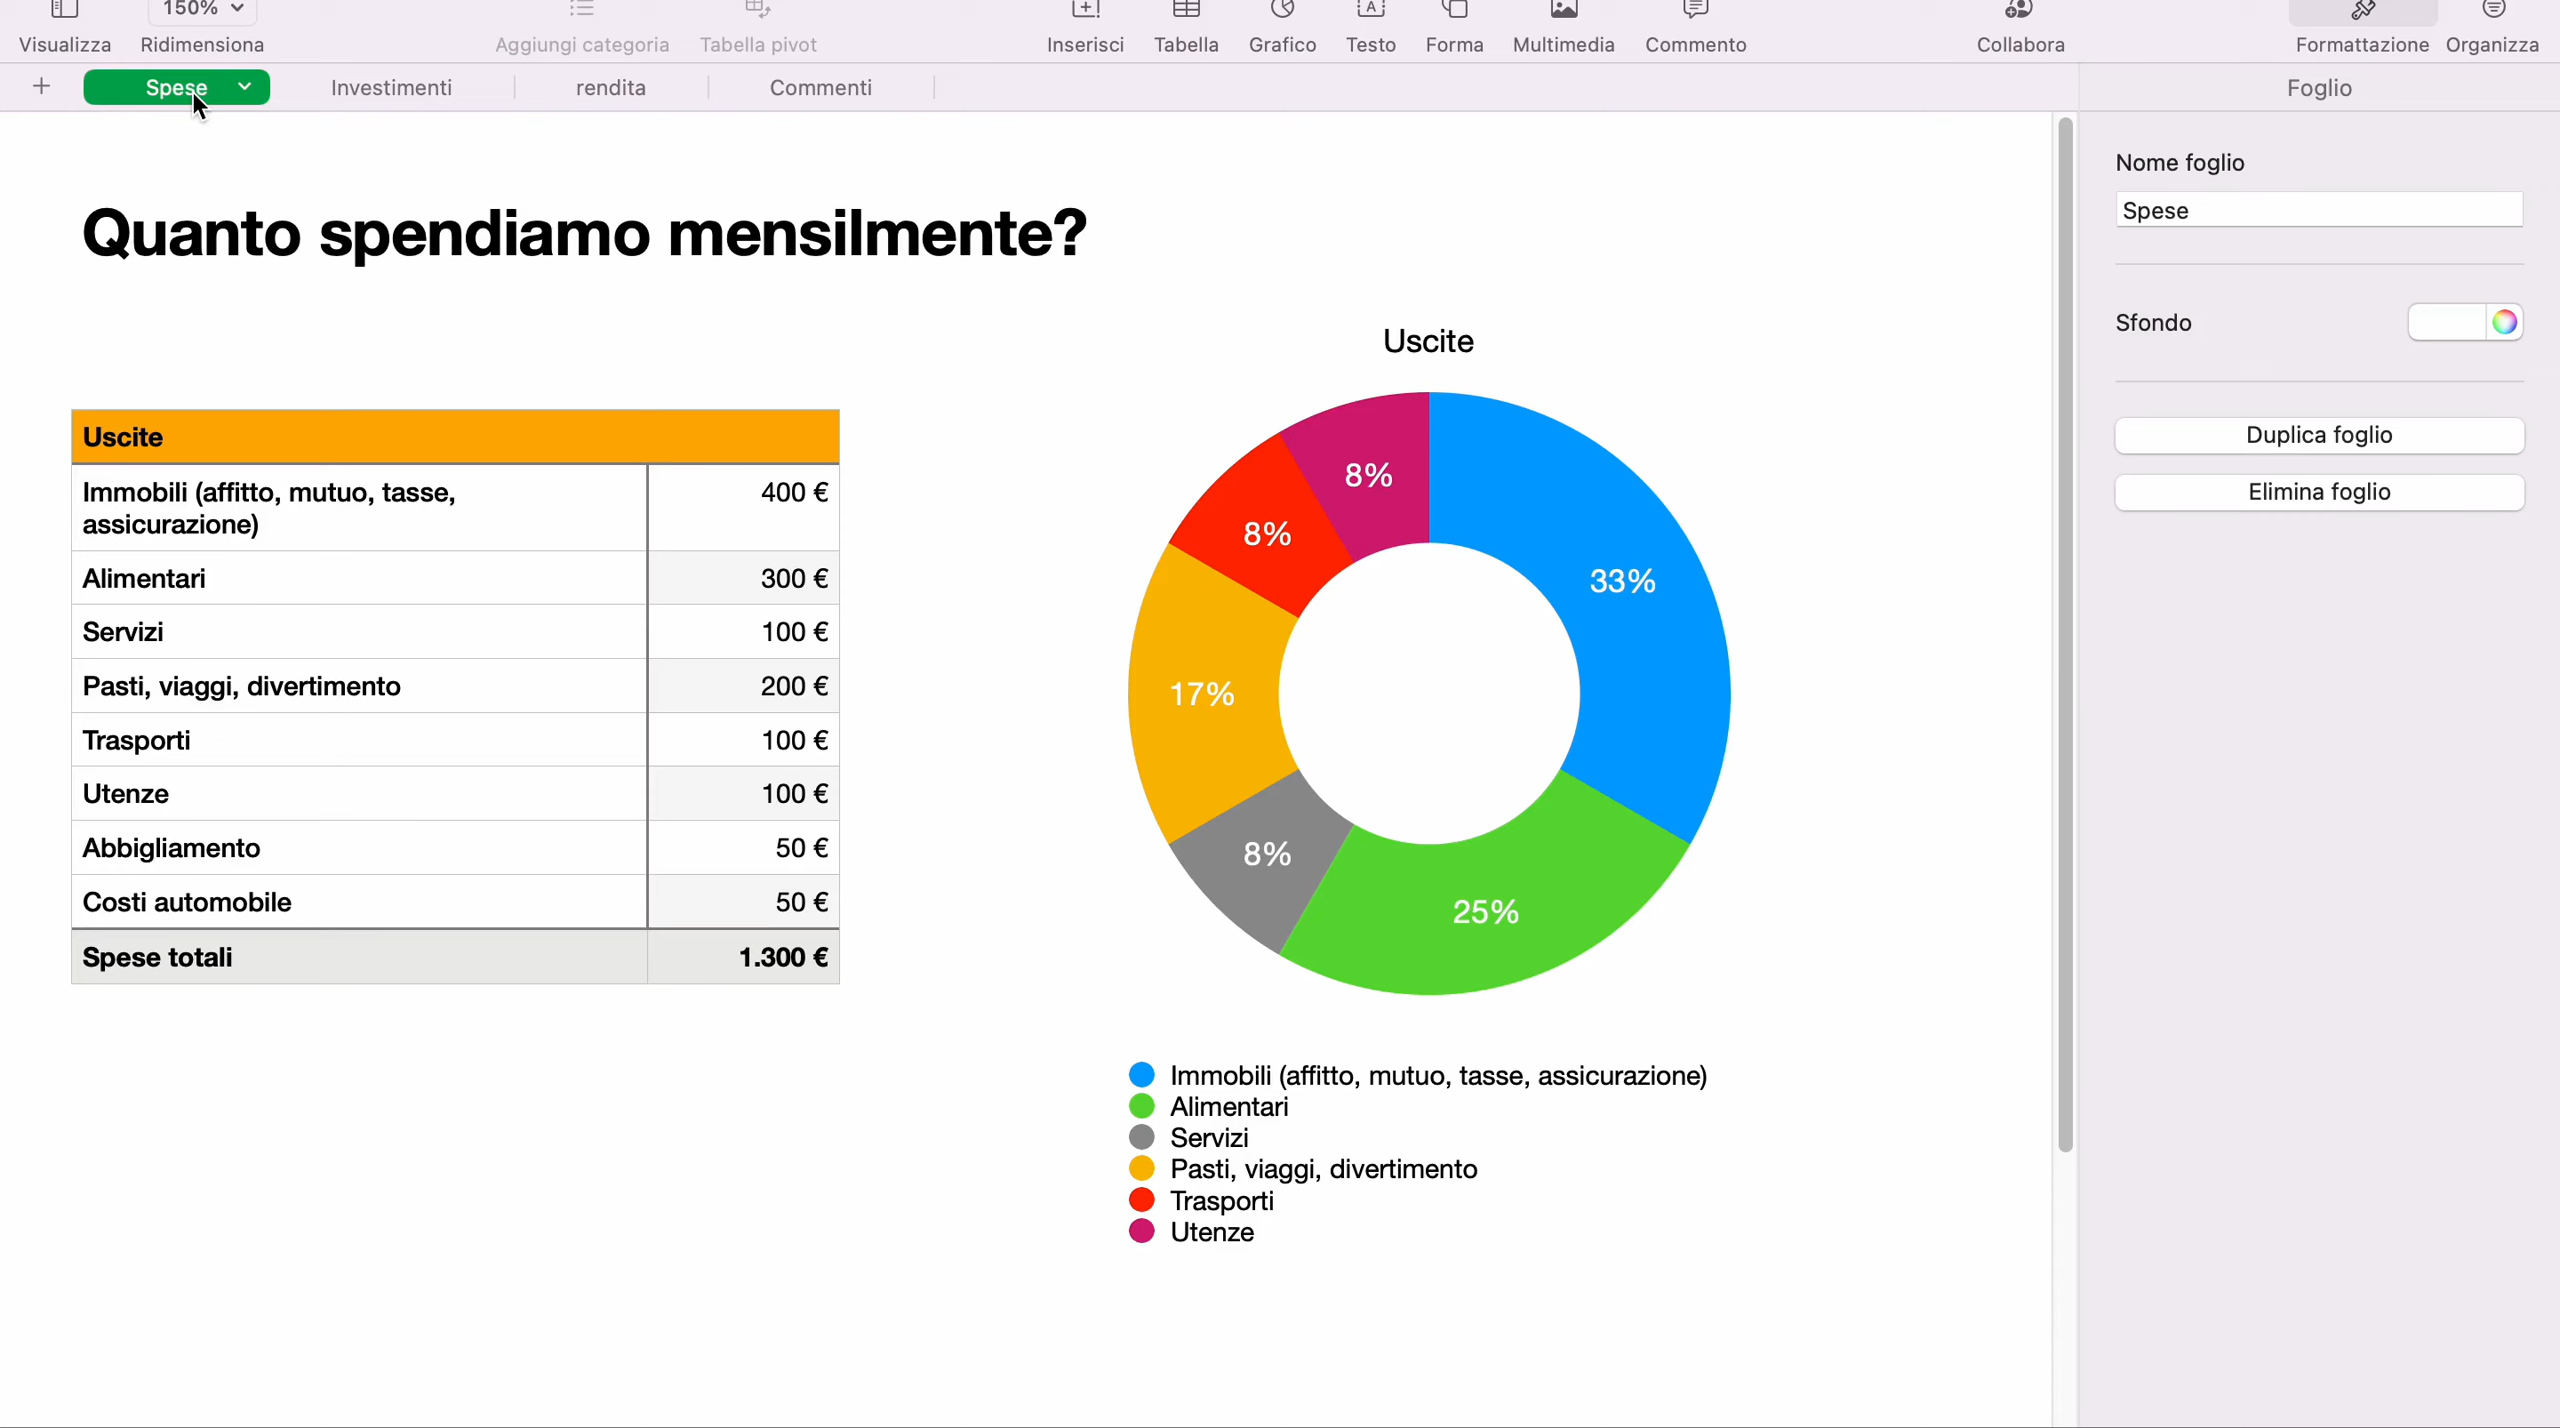 150%
Visualizza
Ridimensiona
Aggiungi categoria
Tabella pivot
Inserisci
Tabella
Grafico
Testo
Forma
Multimedia
Commento
Collabora
Formattazione
Organizza
Spese
Investimenti
rendita
Commenti
Foglio
Quanto spendiamo mensilmente?
Uscite
Immobili (affitto, mutuo, tasse,
assicurazione)
400 €
Alimentari
300 €
Servizi
100 €
Pasti, viaggi, divertimento
200 €
Trasporti
100 €
Utenze
100 €
Abbigliamento
50 €
Costi automobile
50 €
Spese totali
1.300 €
Uscite
8%
33%
8%
17%
8%
25%
Immobili (affitto, mutuo, tasse, assicurazione)
Alimentari
Servizi
Pasti, viaggi, divertimento
Trasporti
Utenze
Nome foglio
Spese
Sfondo
Duplica foglio
Elimina foglio